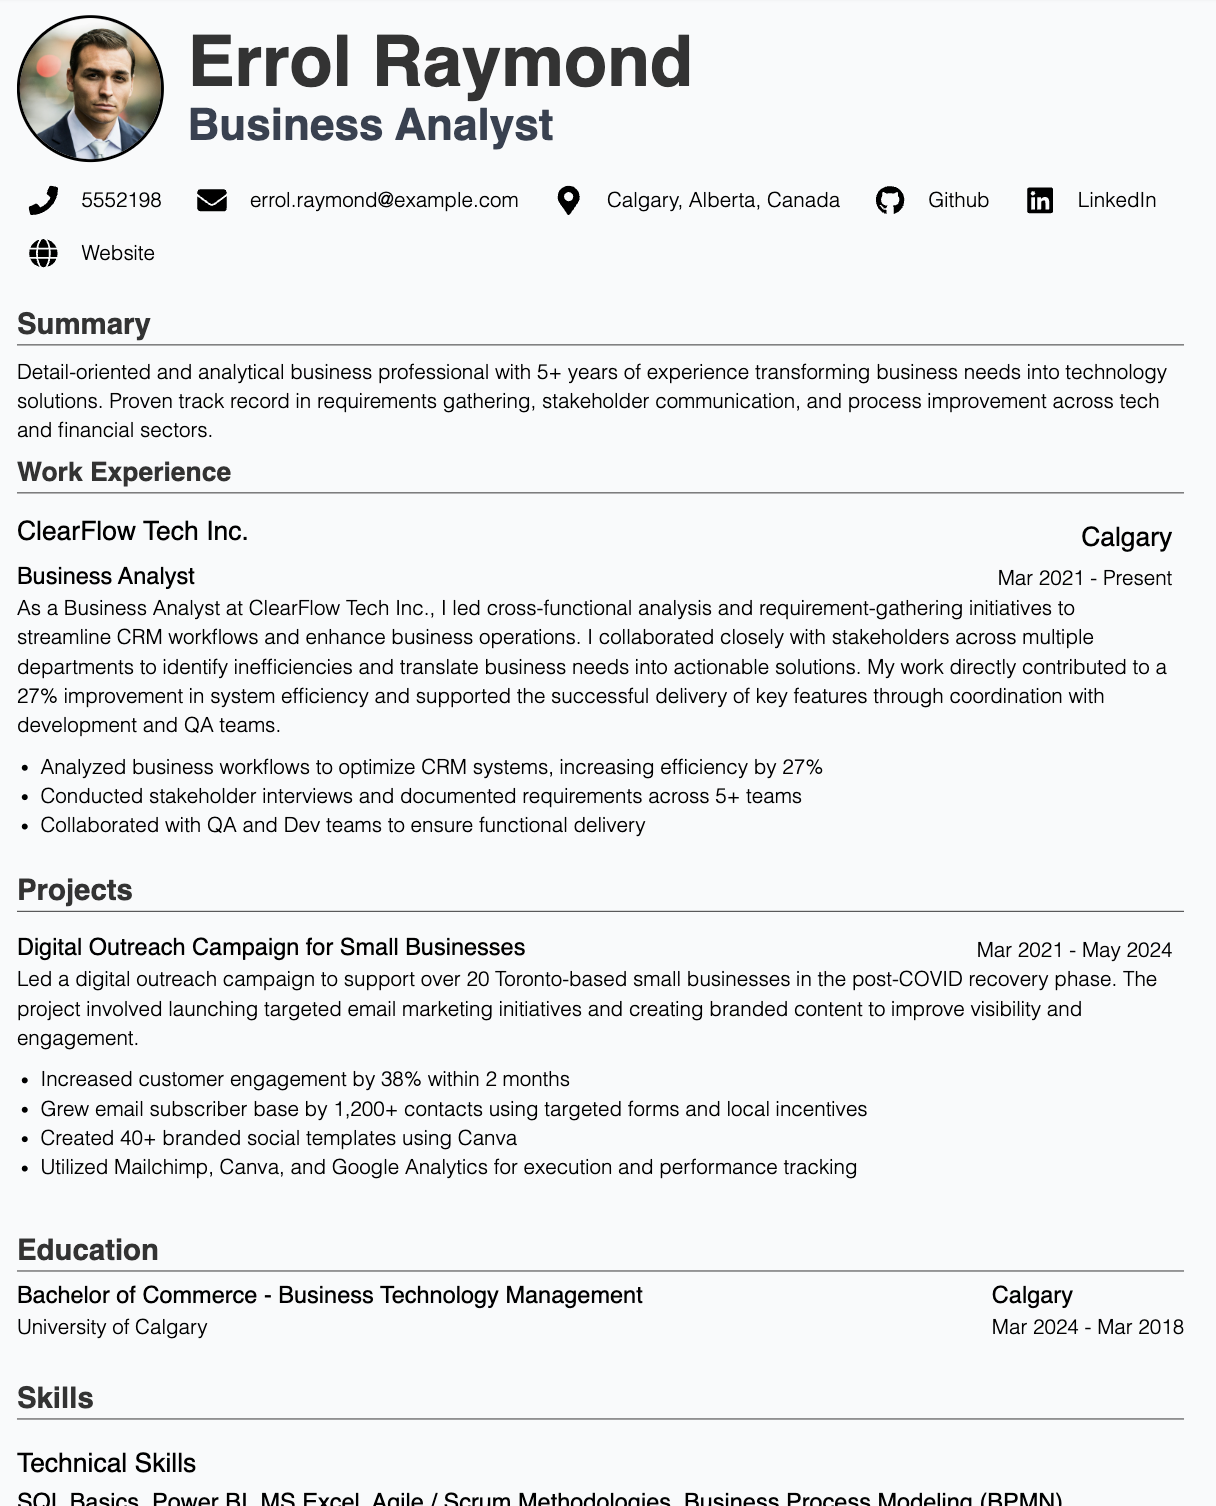 Errol Raymond
Business Analyst
5552198 errol.raymond@example.com Calgary, Alberta, Canada Github LinkedIn
Website
Summary
Detail-oriented and analytical business professional with 5+ years of experience transforming business needs into technology
solutions. Proven track record in requirements gathering, stakeholder communication, and process improvement across tech
and financial sectors.
Work Experience
ClearFlow Tech Inc. Calgary
Business Analyst Mar 2021 - Present
As a Business Analyst at ClearFlow Tech Inc., I led cross-functional analysis and requirement-gathering initiatives to
streamline CRM workflows and enhance business operations. I collaborated closely with stakeholders across multiple
departments to identify inefficiencies and translate business needs into actionable solutions. My work directly contributed to a
27% improvement in system efficiency and supported the successful delivery of key features through coordination with
development and QA teams.
• Analyzed business workflows to optimize CRM systems, increasing efficiency by 27%
• Conducted stakeholder interviews and documented requirements across 5+ teams
• Collaborated with QA and Dev teams to ensure functional delivery
Projects
Digital Outreach Campaign for Small Businesses Mar 2021 - May 2024
Led a digital outreach campaign to support over 20 Toronto-based small businesses in the post-COVID recovery phase. The
project involved launching targeted email marketing initiatives and creating branded content to improve visibility and
engagement.
• Increased customer engagement by 38% within 2 months
• Grew email subscriber base by 1,200+ contacts using targeted forms and local incentives
• Created 40+ branded social templates using Canva
• Utilized Mailchimp, Canva, and Google Analytics for execution and performance tracking
Education
Bachelor of Commerce - Business Technology Management Calgary
University of Calgary Mar 2024 - Mar 2018
Skills
Technical Skills
SQL Basics, Power BI, MS Excel, Agile / Scrum Methodologies, Business Process Modeling (BPMN)